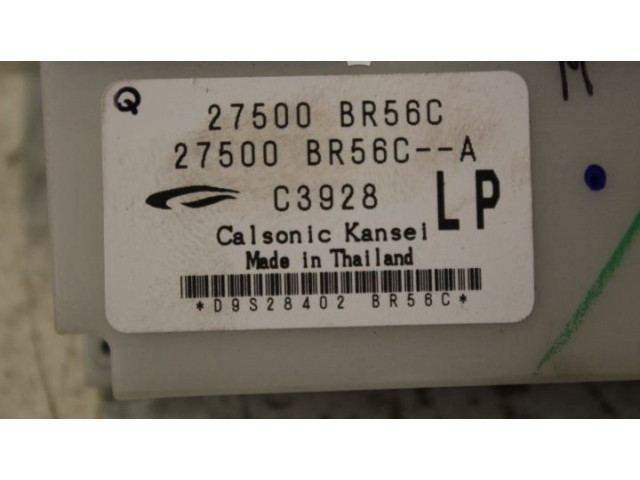 Q
27500 BR56C
27500 BR56C--A
C3928
LP
Calsonic Kansei
Made in Thailand
*D9S28402 BR56C*
M